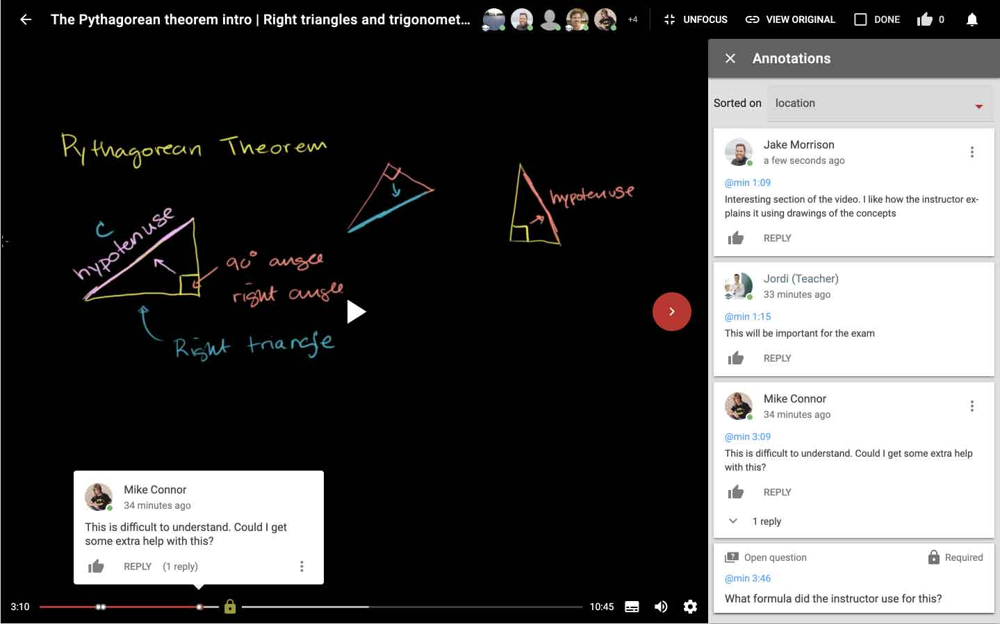 The Pythagorean theorem intro | Right triangles and trigonomet...
+4
UNFOCUS
VIEW ORIGINAL
DONE
0
Pythagorean Theorem
C
hypotenuse
90° angle
right angle
Right triangle
hypotenuse
Mike Connor
34 minutes ago
This is difficult to understand. Could I get
some extra help with this?
REPLY (1 reply)
3:10
10:45
Annotations
Sorted on location
Jake Morrison
a few seconds ago
@min 1:09
Interesting section of the video. I like how the instructor ex-
plains it using drawings of the concepts
REPLY
Jordi (Teacher)
33 minutes ago
@min 1:15
This will be important for the exam
REPLY
Mike Connor
34 minutes ago
@min 3:09
This is difficult to understand. Could I get some extra help
with this?
REPLY
1 reply
Open question Required
@min 3:46
What formula did the instructor use for this?